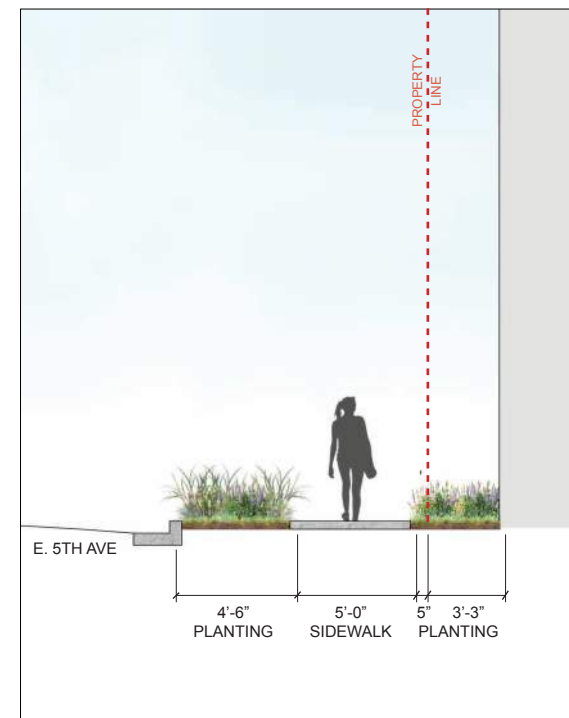 PROPERTY
LINE
E. 5TH AVE
4’-6” 5’-0” 5” 3’-3”
PLANTING SIDEWALK PLANTING